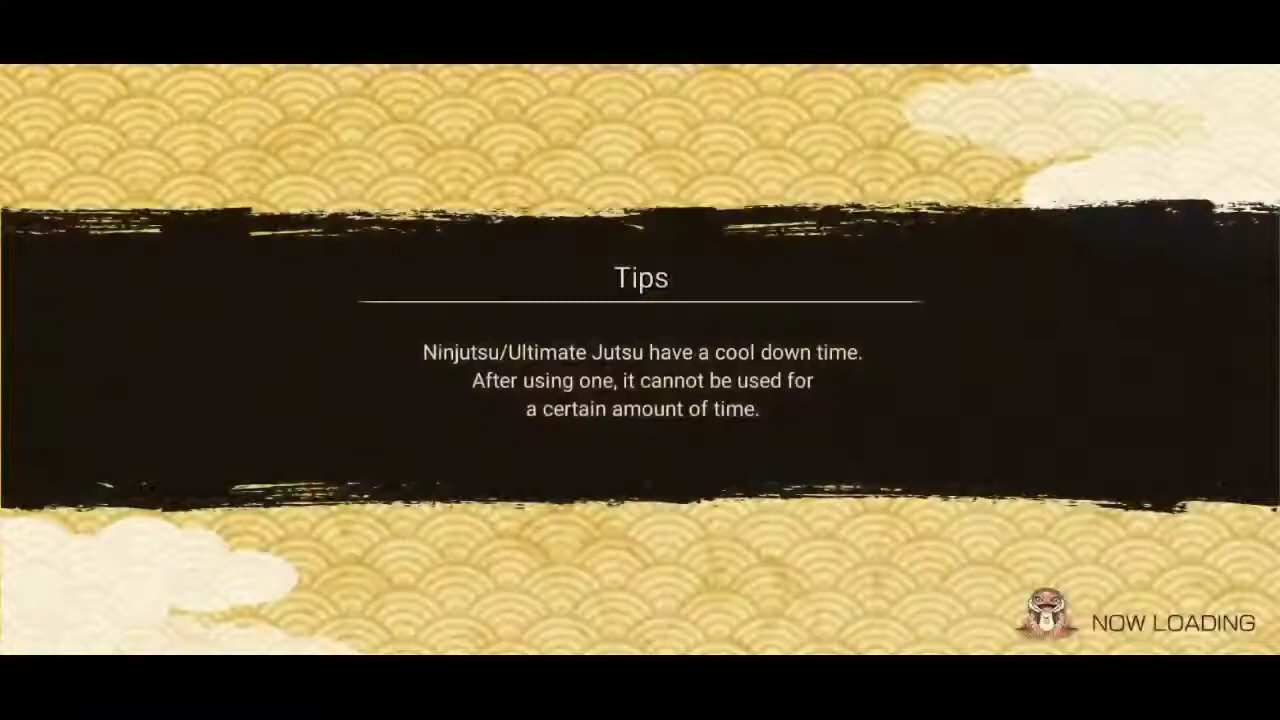 Tips
Ninjutsu/Ultimate Jutsu have a cool down time.
After using one, it cannot be used for
a certain amount of time.
NOW LOADING